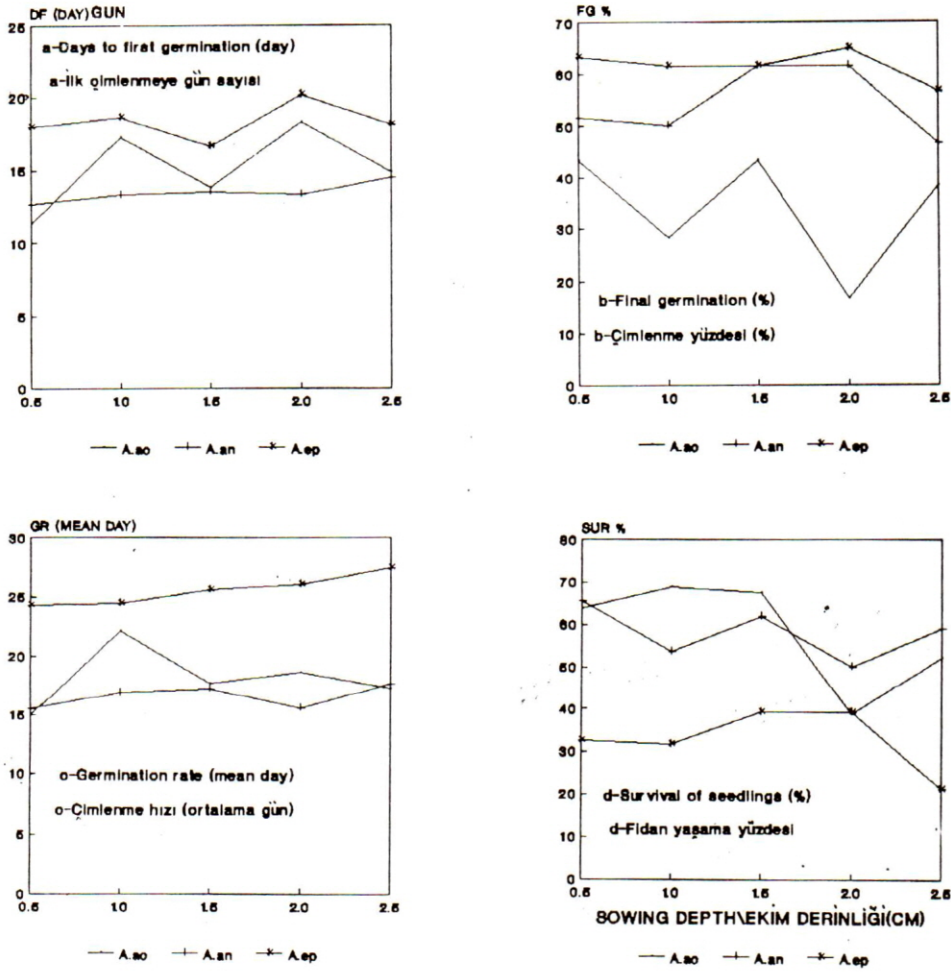 DF (DAY) GUN
25
a-Days to first germination (day)
a-İlk çimlenmeye gün sayısı
20
15
10
5
0
0.5 1.0 1.5 2.0 2.5
A.ao A.an A.ep
FG %
70
60
50
40
30
20
b-Final germination (%)
b-Çimlenme yüzdesi (%)
10
0
0.5 1.0 1.5 2.0 2.5
A.ao A.an A.ep
GR (MEAN DAY)
30
25
20
15
10
c-Germination rate (mean day)
c-Çimlenme hızı (ortalama gün)
5
0
0.5 1.0 1.5 2.0 2.5
A.ao A.an A.ep
SUR %
80
70
60
50
40
30
20
d-Survival of seedlings (%)
d-Fidan yaşama yüzdesi
10
0
0.5 1.0 1.5 2.0 2.5
SOWING DEPTH\EKİM DERİNLİĞİ(CM)
A.ao A.an A.ep